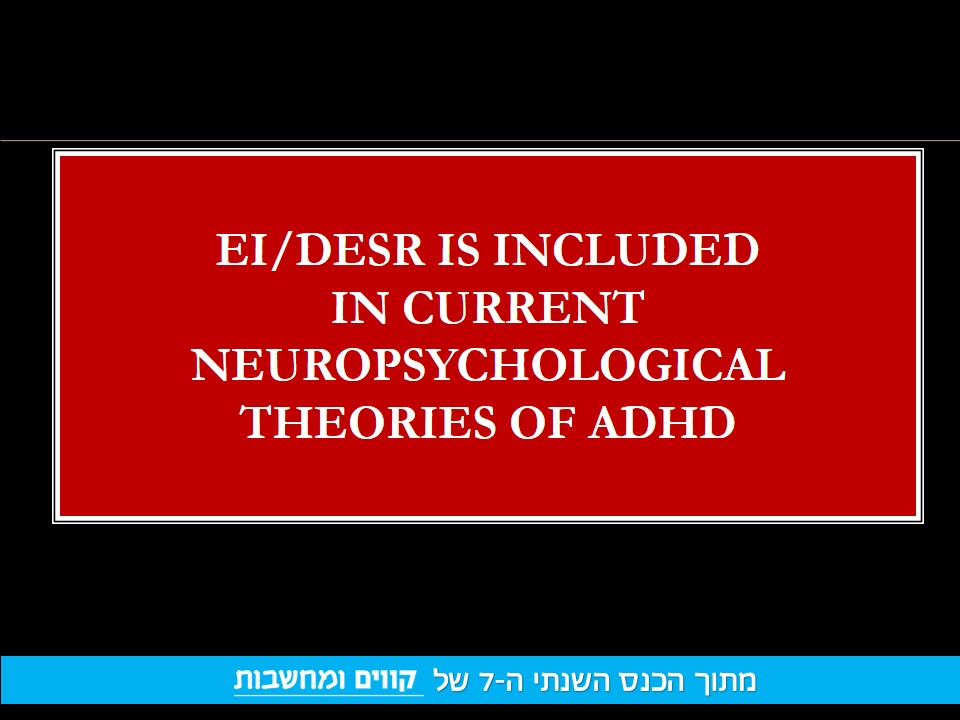 EI/DESR IS INCLUDED
IN CURRENT
NEUROPSYCHOLOGICAL
THEORIES OF ADHD
מתוך הכנס השנתי ה-7 של קווים ומחשבות